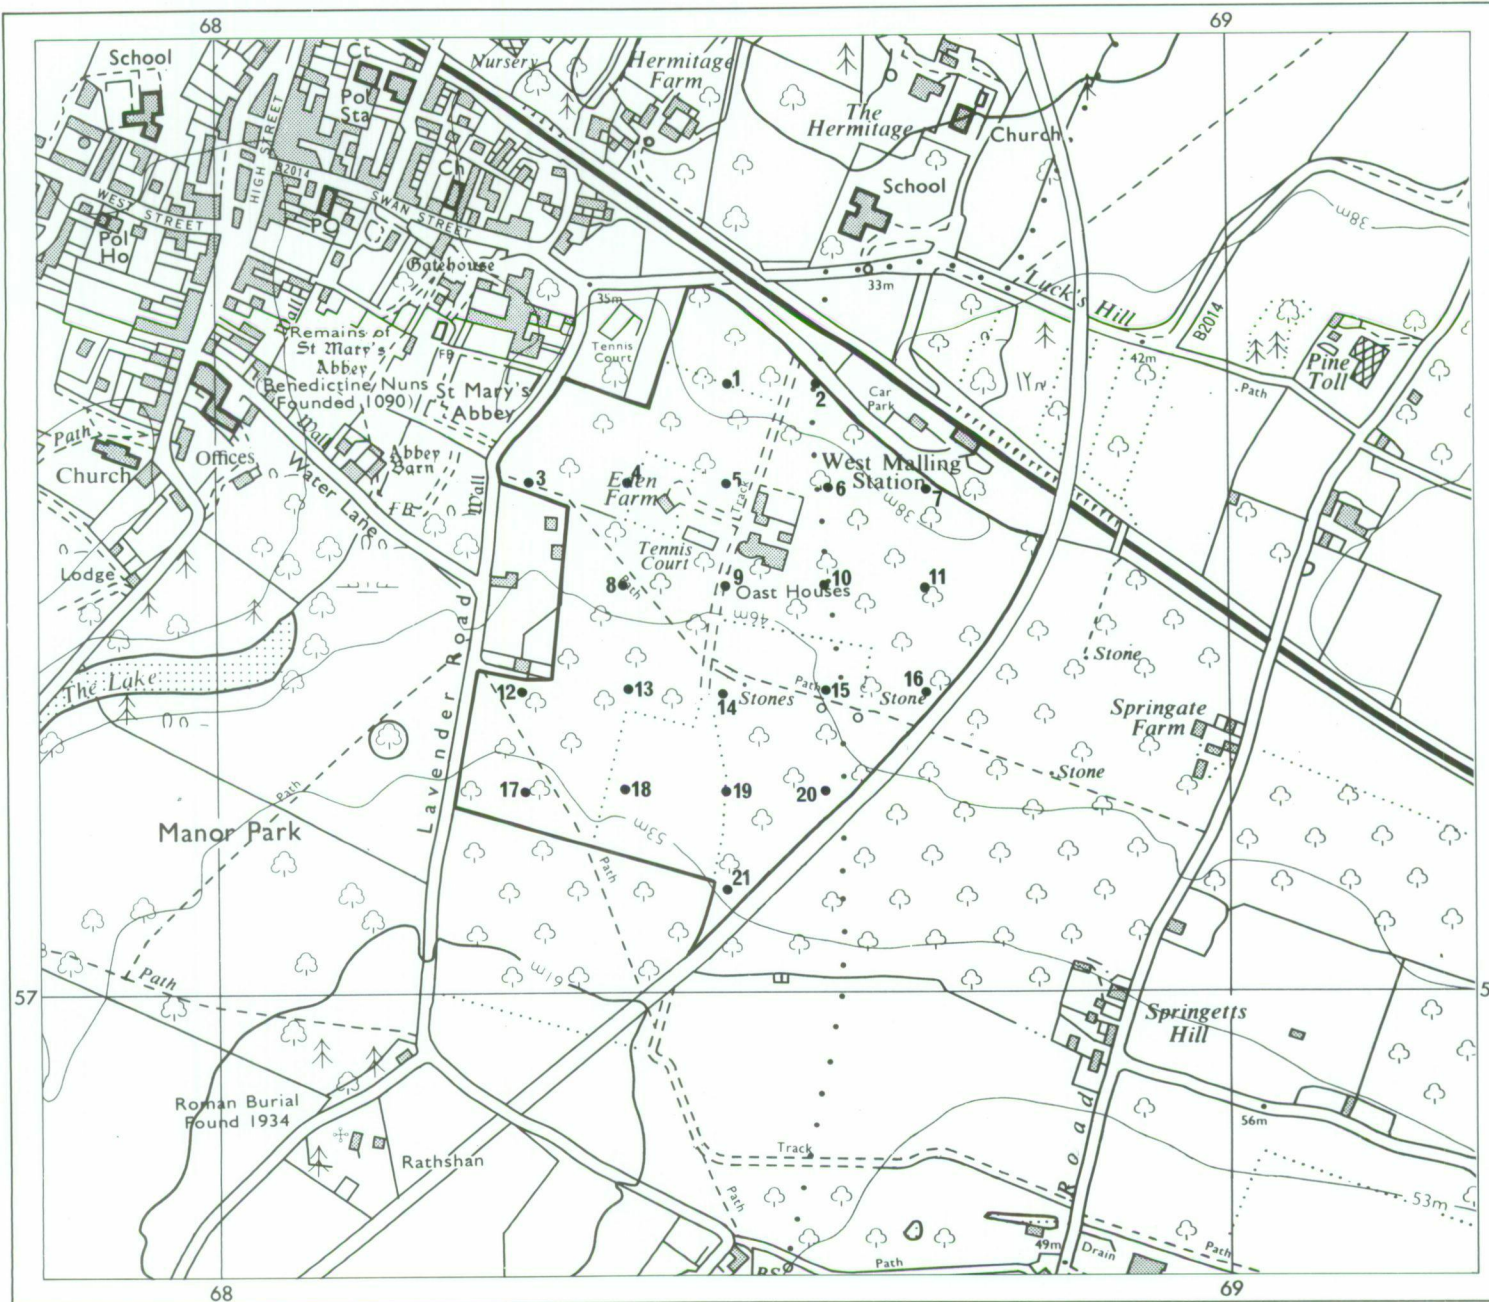 68
69
School
Ct
Pol
Sta
Nursery
Hermitage
Farm
The
Hermitage
Church
School
HIGH STREET
B2014
Ch
WEST STREET
SWAN STREET
PO
Pol
Ho
Gatehouse
38m
35m
33m
Luck's Hill
B2014
42m
Wall
Remains of
St Mary's
Abbey
(Benedictine Nuns
Founded 1090)
FB
St Mary's
Abbey
Tennis
Court
1
2
Car
Park
Pine
Toll
Path
Path
Church
Offices
Wall
Abbey
Barn
Water Lane
FB
Wall
3
4
Eden
Farm
5
Track
6
West Malling
Station
7
38m
Tennis
Court
Lodge
8
Path
9
10
11
Oast Houses
46m
The Lake
Lavender Road
12
13
14
Stones
Path
15
16
Stone
Stone
Springate
Farm
Stone
Path
17
18
19
20
53m
Manor Park
Path
21
Path
61m
57
5
Springetts
Hill
Roman Burial
Found 1934
Rathshan
Track
Road
56m
53m
Path
Path
BS
49m
Drain
Path
68
69